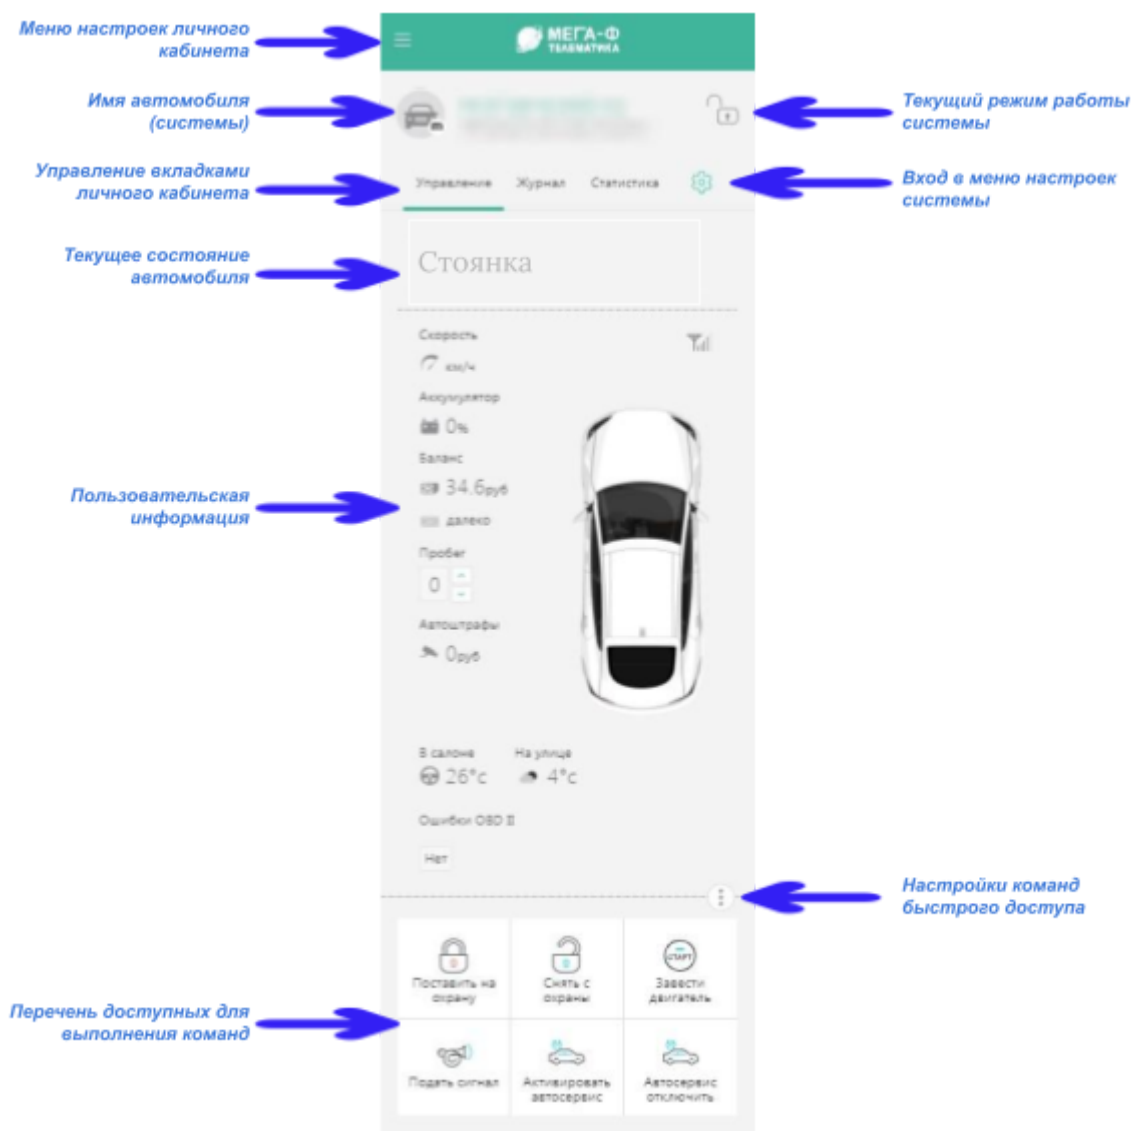 Меню настроек личного
кабинета
МЕГА-Ф
ТЕЛЕМАТИКА
Имя автомобиля
(системы)
Текущий режим работы
системы
Управление вкладками
личного кабинета
Управление Журнал Статистика
Вход в меню настроек
системы
Текущее состояние
автомобиля
Стоянка
Скорость
км/ч
Аккумулятор
0%
Баланс
34.6руб
далеко
Пользовательская
информация
Пробег
0
Автоштрафы
0руб
В салоне На улице
26°c 4°c
Ошибки OBD II
Нет
Настройки команд
быстрого доступа
Перечень доступных для
выполнения команд
Поставить на
охрану
Снять с
охраны
СТАРТ
Завести
двигатель
Подать сигнал
Активировать
автосервис
Автосервис
отключить